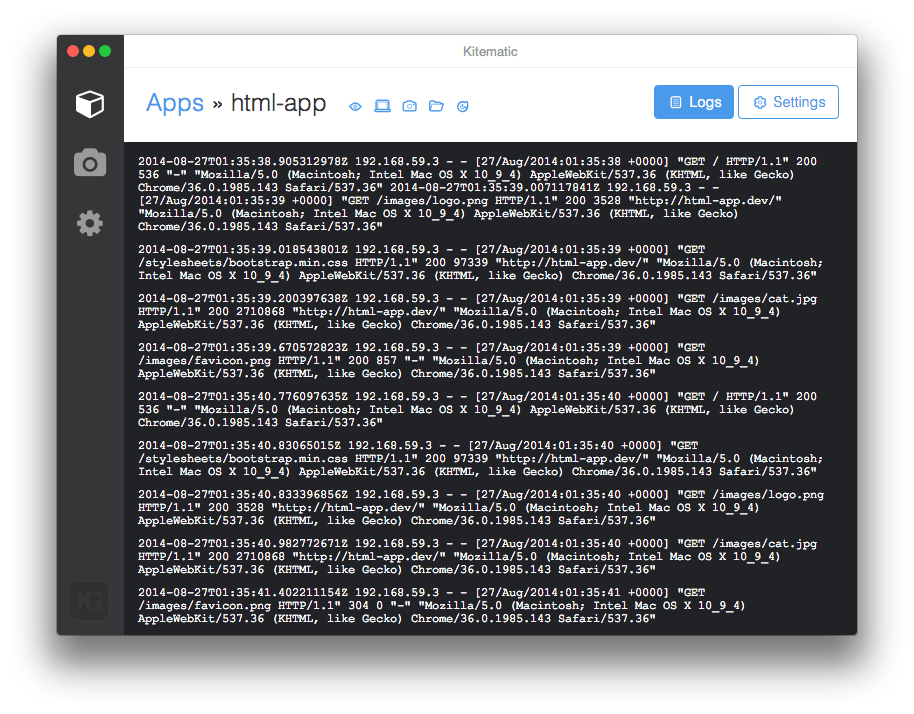 Kitematic
Apps » html-app
Logs
Settings
2014-08-27T01:35:38.905312978Z 192.168.59.3 - - [27/Aug/2014:01:35:38 +0000] "GET / HTTP/1.1" 200
536 "-" "Mozilla/5.0 (Macintosh; Intel Mac OS X 10_9_4) AppleWebKit/537.36 (KHTML, like Gecko)
Chrome/36.0.1985.143 Safari/537.36" 2014-08-27T01:35:39.007117841Z 192.168.59.3 - -
[27/Aug/2014:01:35:39 +0000] "GET /images/logo.png HTTP/1.1" 200 3528 "http://html-app.dev/"
"Mozilla/5.0 (Macintosh; Intel Mac OS X 10_9_4) AppleWebKit/537.36 (KHTML, like Gecko)
Chrome/36.0.1985.143 Safari/537.36"
2014-08-27T01:35:39.018543801Z 192.168.59.3 - - [27/Aug/2014:01:35:39 +0000] "GET
/stylesheets/bootstrap.min.css HTTP/1.1" 200 97339 "http://html-app.dev/" "Mozilla/5.0 (Macintosh;
Intel Mac OS X 10_9_4) AppleWebKit/537.36 (KHTML, like Gecko) Chrome/36.0.1985.143 Safari/537.36"
2014-08-27T01:35:39.200397638Z 192.168.59.3 - - [27/Aug/2014:01:35:39 +0000] "GET /images/cat.jpg
HTTP/1.1" 200 2710868 "http://html-app.dev/" "Mozilla/5.0 (Macintosh; Intel Mac OS X 10_9_4)
AppleWebKit/537.36 (KHTML, like Gecko) Chrome/36.0.1985.143 Safari/537.36"
2014-08-27T01:35:39.670572823Z 192.168.59.3 - - [27/Aug/2014:01:35:39 +0000] "GET
/images/favicon.png HTTP/1.1" 200 857 "-" "Mozilla/5.0 (Macintosh; Intel Mac OS X 10_9_4)
AppleWebKit/537.36 (KHTML, like Gecko) Chrome/36.0.1985.143 Safari/537.36"
2014-08-27T01:35:40.776097635Z 192.168.59.3 - - [27/Aug/2014:01:35:40 +0000] "GET / HTTP/1.1" 200
536 "-" "Mozilla/5.0 (Macintosh; Intel Mac OS X 10_9_4) AppleWebKit/537.36 (KHTML, like Gecko)
Chrome/36.0.1985.143 Safari/537.36"
2014-08-27T01:35:40.83065015Z 192.168.59.3 - - [27/Aug/2014:01:35:40 +0000] "GET
/stylesheets/bootstrap.min.css HTTP/1.1" 200 97339 "http://html-app.dev/" "Mozilla/5.0 (Macintosh;
Intel Mac OS X 10_9_4) AppleWebKit/537.36 (KHTML, like Gecko) Chrome/36.0.1985.143 Safari/537.36"
2014-08-27T01:35:40.833396856Z 192.168.59.3 - - [27/Aug/2014:01:35:40 +0000] "GET /images/logo.png
HTTP/1.1" 200 3528 "http://html-app.dev/" "Mozilla/5.0 (Macintosh; Intel Mac OS X 10_9_4)
AppleWebKit/537.36 (KHTML, like Gecko) Chrome/36.0.1985.143 Safari/537.36"
2014-08-27T01:35:40.982772671Z 192.168.59.3 - - [27/Aug/2014:01:35:40 +0000] "GET /images/cat.jpg
HTTP/1.1" 200 2710868 "http://html-app.dev/" "Mozilla/5.0 (Macintosh; Intel Mac OS X 10_9_4)
AppleWebKit/537.36 (KHTML, like Gecko) Chrome/36.0.1985.143 Safari/537.36"
2014-08-27T01:35:41.402211154Z 192.168.59.3 - - [27/Aug/2014:01:35:41 +0000] "GET
/images/favicon.png HTTP/1.1" 304 0 "-" "Mozilla/5.0 (Macintosh; Intel Mac OS X 10_9_4)
AppleWebKit/537.36 (KHTML, like Gecko) Chrome/36.0.1985.143 Safari/537.36"